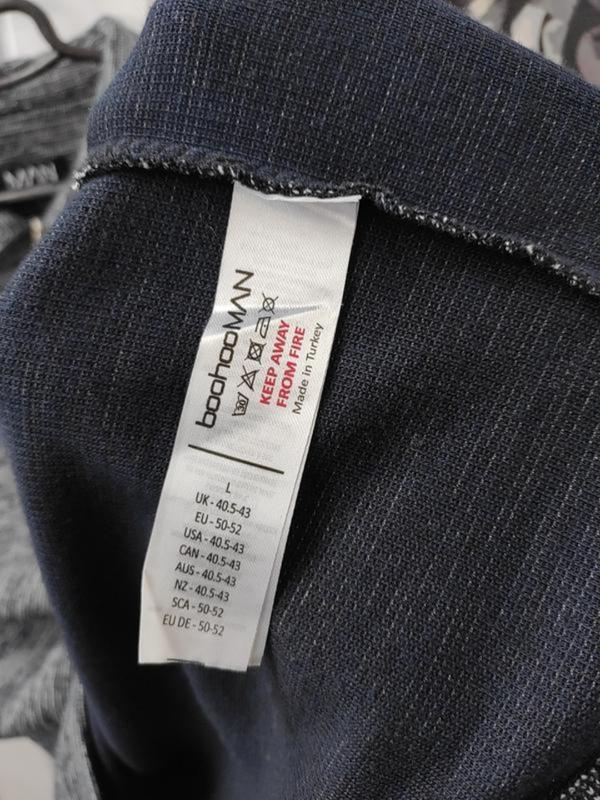 MAN
boohooMAN
30
KEEP AWAY
FROM FIRE
Made in Turkey
L
UK - 40.5-43
EU - 50-52
USA - 40.5-43
CAN - 40.5-43
AUS - 40.5-43
NZ - 40.5-43
SCA - 50-52
EU DE - 50-52